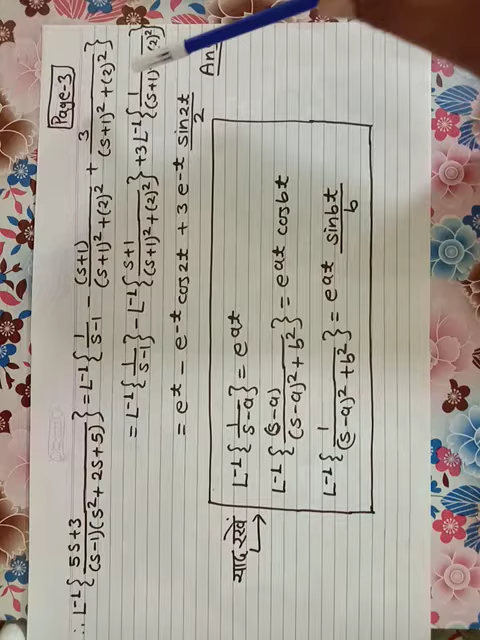 Page-3
∴ L⁻¹{(5s+3)/((s-1)(s²+2s+5))} = L⁻¹{1/(s-1) - (s+1)/((s+1)²+(2)²) + 3/((s+1)²+(2)²)}
= L⁻¹{1/(s-1)} - L⁻¹{(s+1)/((s+1)²+(2)²)} + 3L⁻¹{1/((s+1)² (2)²)}
= eᵗ - e⁻ᵗ cos2t + 3 e⁻ᵗ sin2t/2
An
याद रखें
L⁻¹{1/(s-a)} = eᵃᵗ
L⁻¹{(s-a)/((s-a)²+b²)} = eᵃᵗ cosbt
L⁻¹{1/((s-a)²+b²)} = eᵃᵗ sinbt/b